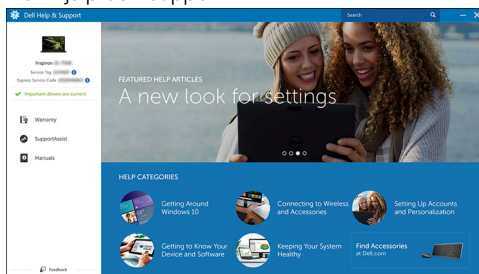 Dell Help & Support
Search
Inspiron
Service Tag
Express Service Code
Important drivers are current
Warranty
SupportAssist
Manuals
Feedback
FEATURED HELP ARTICLES
A new look for settings
HELP CATEGORIES
Getting Around
Windows 10
Connecting to Wireless
and Accessories
Setting Up Accounts
and Personalization
Getting to Know Your
Device and Software
Keeping Your System
Healthy
Find Accessories
at Dell.com